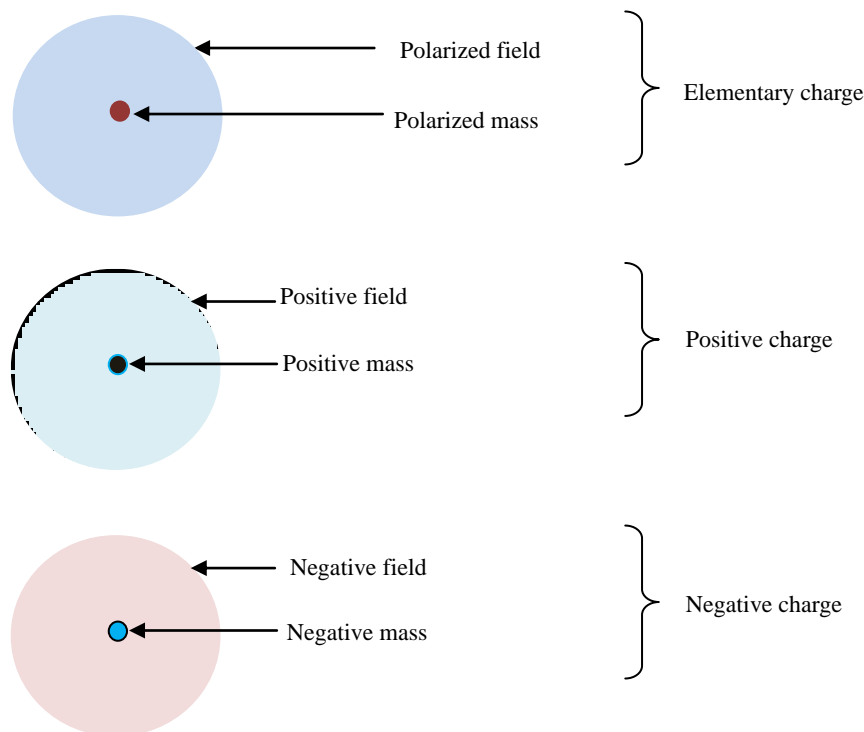 Polarized field
Polarized mass
Elementary charge
Positive field
Positive mass
Positive charge
Negative field
Negative mass
Negative charge